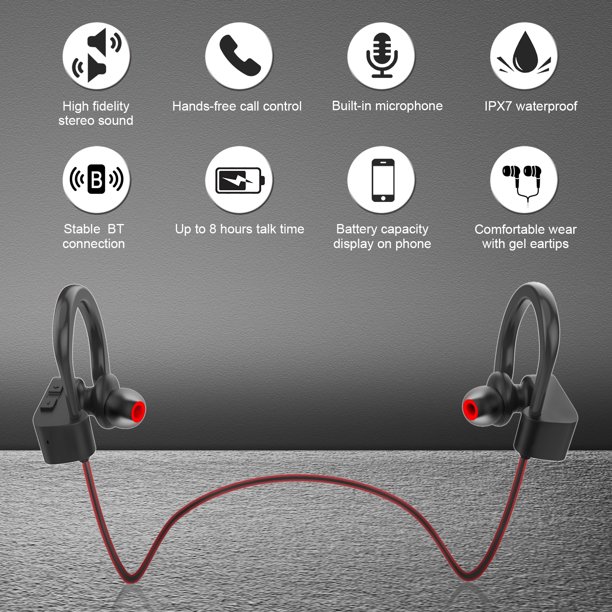 High fidelity
stereo sound
Hands-free call control
Built-in microphone
IPX7 waterproof
B
Stable BT
connection
Up to 8 hours talk time
Battery capacity
display on phone
Comfortable wear
with gel eartips